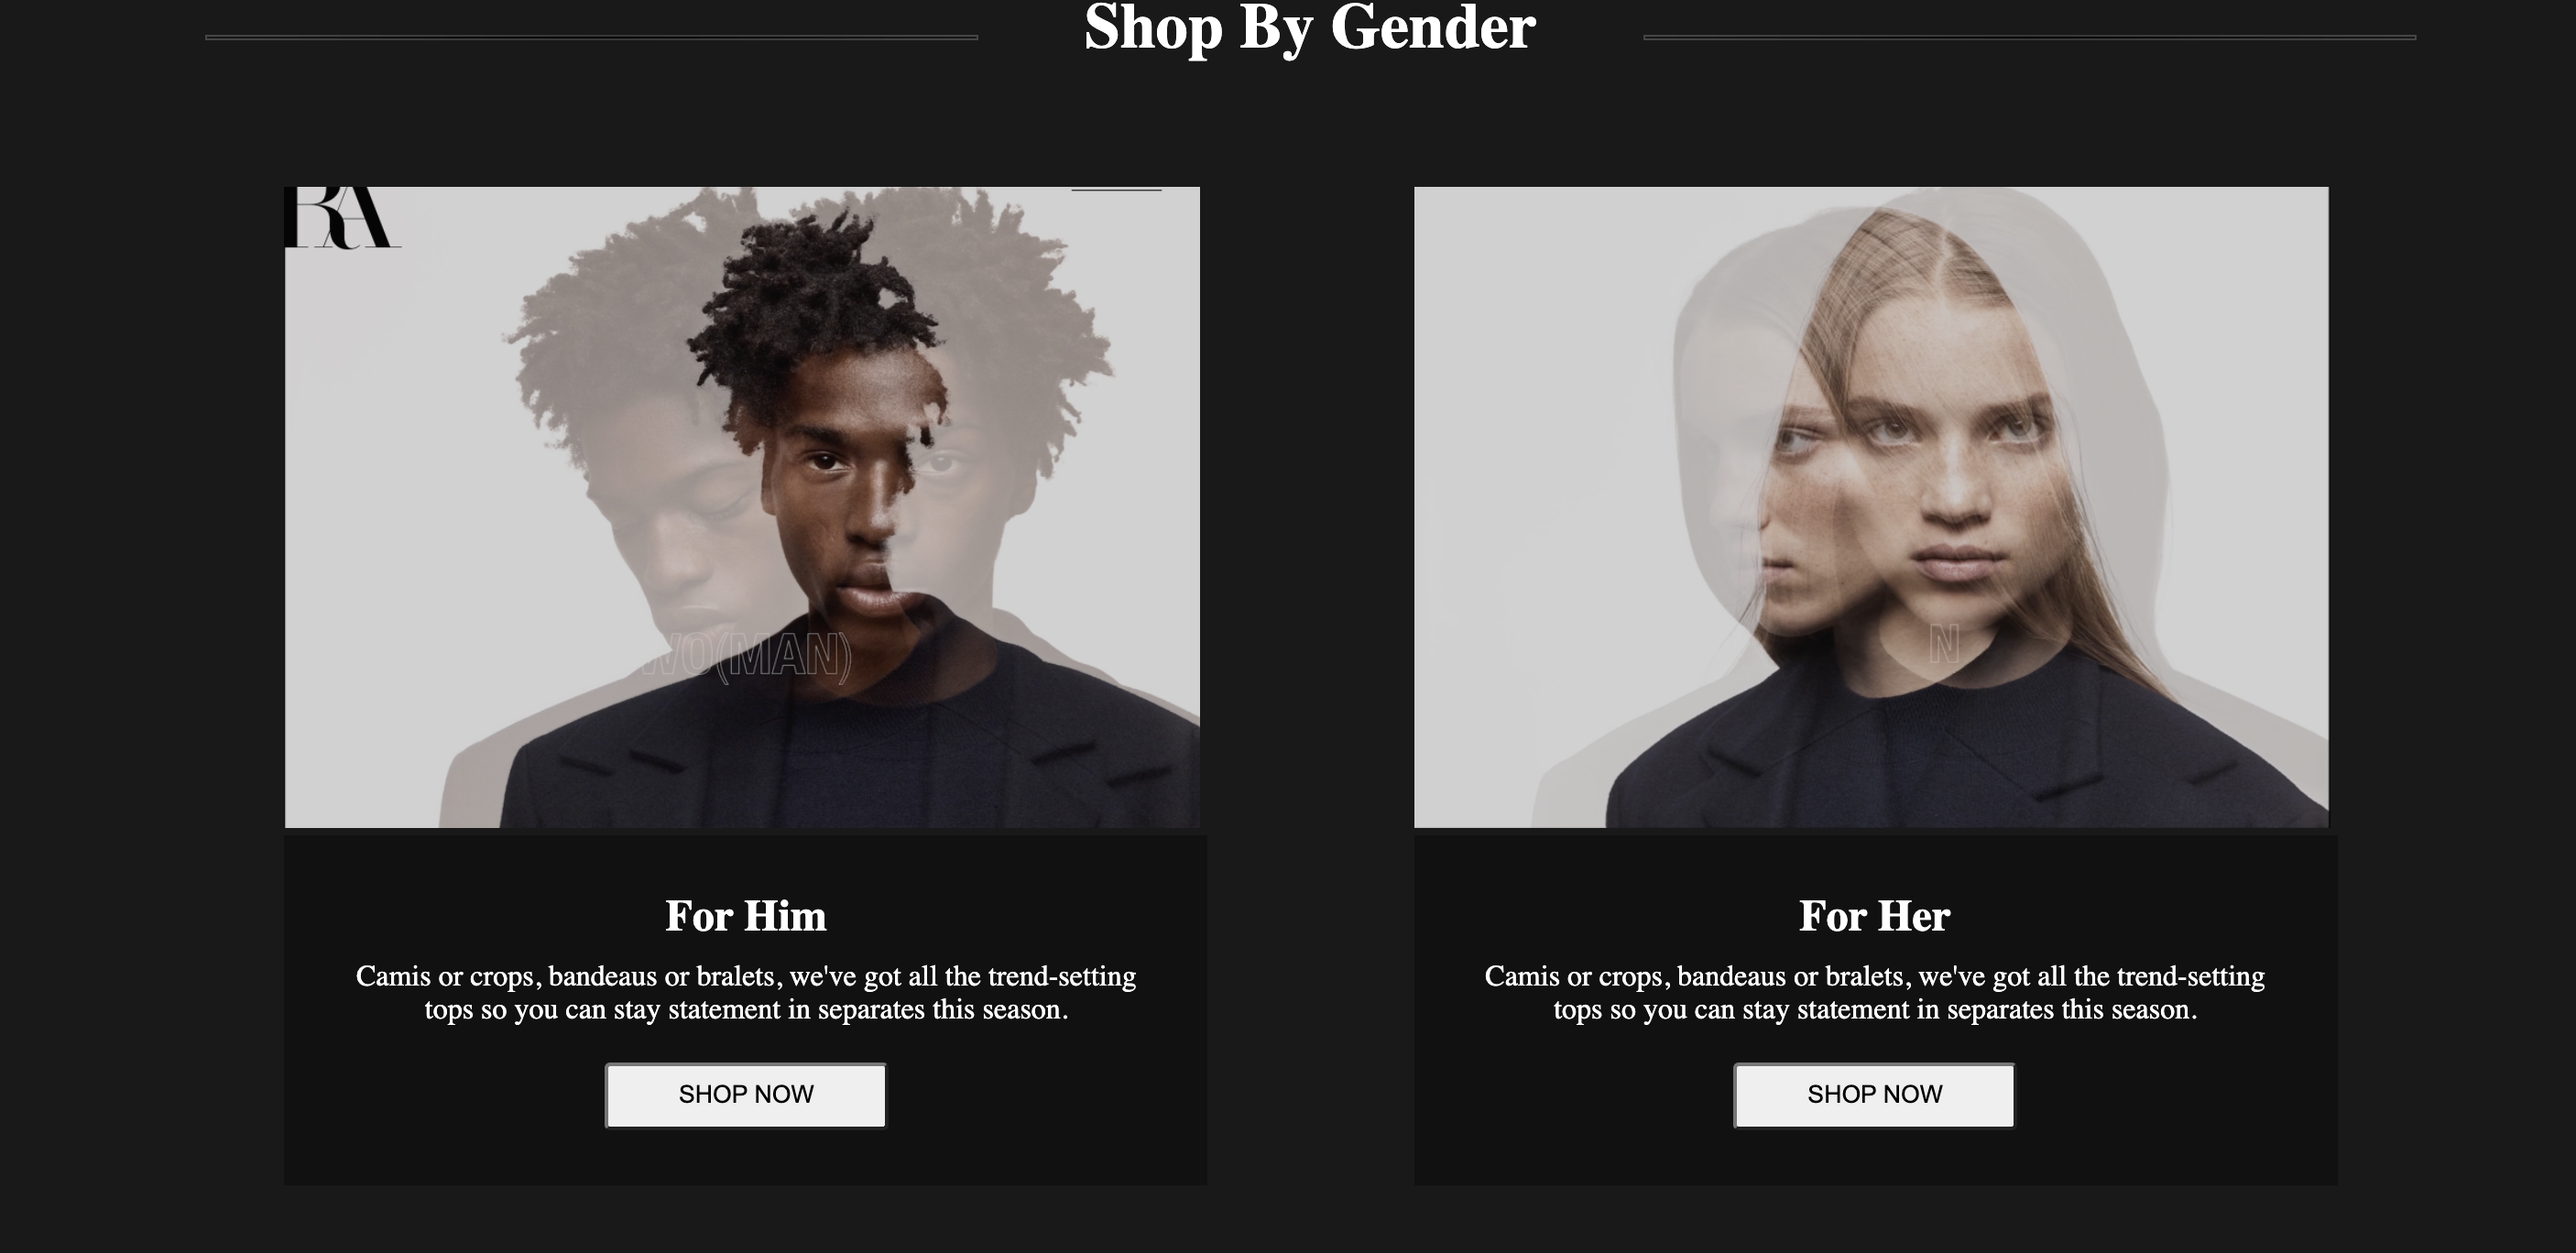 Shop By Gender
RA
WO(MAN)
N
For Him
Camis or crops, bandeaus or bralets, we've got all the trend-setting
tops so you can stay statement in separates this season.
SHOP NOW
For Her
Camis or crops, bandeaus or bralets, we've got all the trend-setting
tops so you can stay statement in separates this season.
SHOP NOW